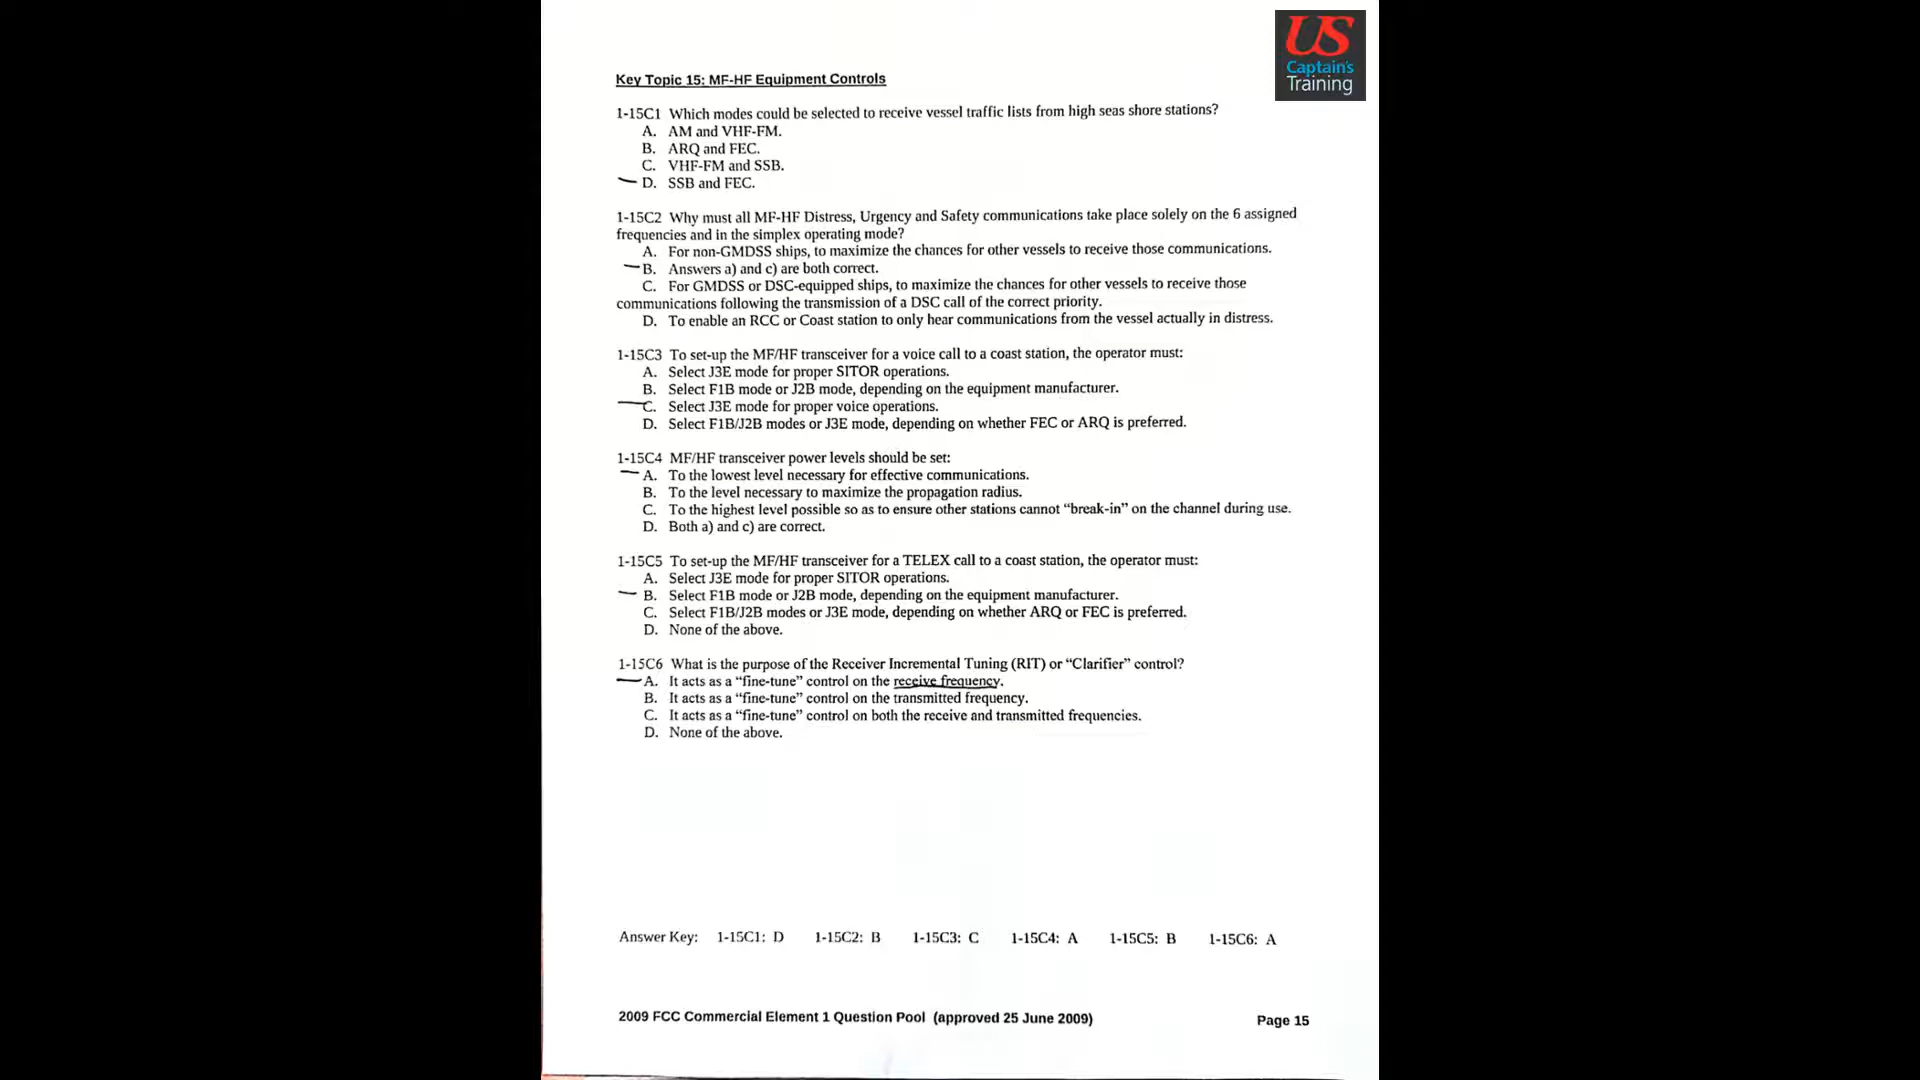 US
Captain's
Training
Key Topic 15: MF-HF Equipment Controls
1-15C1 Which modes could be selected to receive vessel traffic lists from high seas shore stations?
A. AM and VHF-FM.
B. ARQ and FEC.
C. VHF-FM and SSB.
D. SSB and FEC.
1-15C2 Why must all MF-HF Distress, Urgency and Safety communications take place solely on the 6 assigned
frequencies and in the simplex operating mode?
A. For non-GMDSS ships, to maximize the chances for other vessels to receive those communications.
B. Answers a) and c) are both correct.
C. For GMDSS or DSC-equipped ships, to maximize the chances for other vessels to receive those
communications following the transmission of a DSC call of the correct priority.
D. To enable an RCC or Coast station to only hear communications from the vessel actually in distress.
1-15C3 To set-up the MF/HF transceiver for a voice call to a coast station, the operator must:
A. Select J3E mode for proper SITOR operations.
B. Select F1B mode or J2B mode, depending on the equipment manufacturer.
C. Select J3E mode for proper voice operations.
D. Select F1B/J2B modes or J3E mode, depending on whether FEC or ARQ is preferred.
1-15C4 MF/HF transceiver power levels should be set:
A. To the lowest level necessary for effective communications.
B. To the level necessary to maximize the propagation radius.
C. To the highest level possible so as to ensure other stations cannot “break-in” on the channel during use.
D. Both a) and c) are correct.
1-15C5 To set-up the MF/HF transceiver for a TELEX call to a coast station, the operator must:
A. Select J3E mode for proper SITOR operations.
B. Select F1B mode or J2B mode, depending on the equipment manufacturer.
C. Select F1B/J2B modes or J3E mode, depending on whether ARQ or FEC is preferred.
D. None of the above.
1-15C6 What is the purpose of the Receiver Incremental Tuning (RIT) or “Clarifier” control?
A. It acts as a “fine-tune” control on the receive frequency.
B. It acts as a “fine-tune” control on the transmitted frequency.
C. It acts as a “fine-tune” control on both the receive and transmitted frequencies.
D. None of the above.
Answer Key: 1-15C1: D 1-15C2: B 1-15C3: C 1-15C4: A 1-15C5: B 1-15C6: A
2009 FCC Commercial Element 1 Question Pool (approved 25 June 2009) Page 15